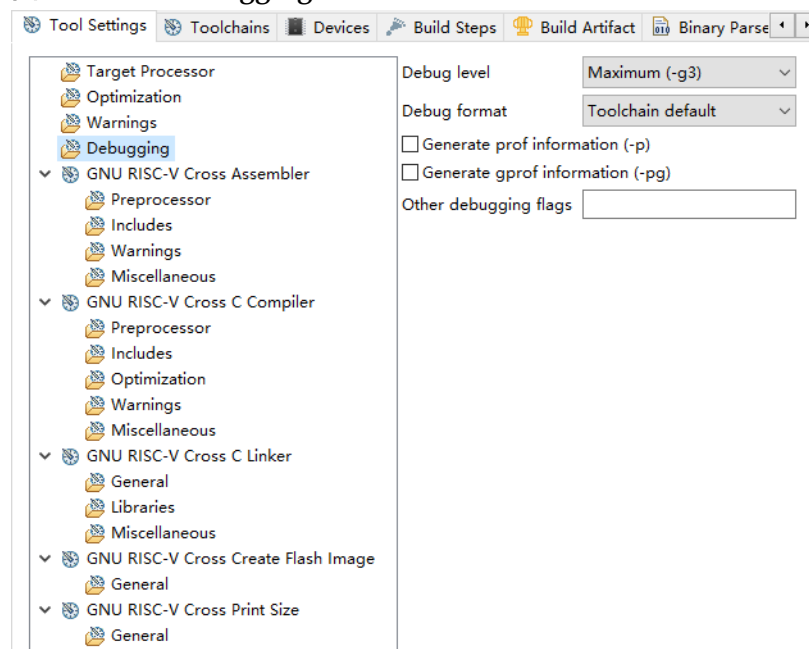 gging
Tool Settings Toolchains Devices Build Steps Build Artifact Binary Parse
Target Processor
Optimization
Warnings
Debugging
GNU RISC-V Cross Assembler
Preprocessor
Includes
Warnings
Miscellaneous
GNU RISC-V Cross C Compiler
Preprocessor
Includes
Optimization
Warnings
Miscellaneous
GNU RISC-V Cross C Linker
General
Libraries
Miscellaneous
GNU RISC-V Cross Create Flash Image
General
GNU RISC-V Cross Print Size
General
Debug level Maximum (-g3)
Debug format Toolchain default
Generate prof information (-p)
Generate gprof information (-pg)
Other debugging flags